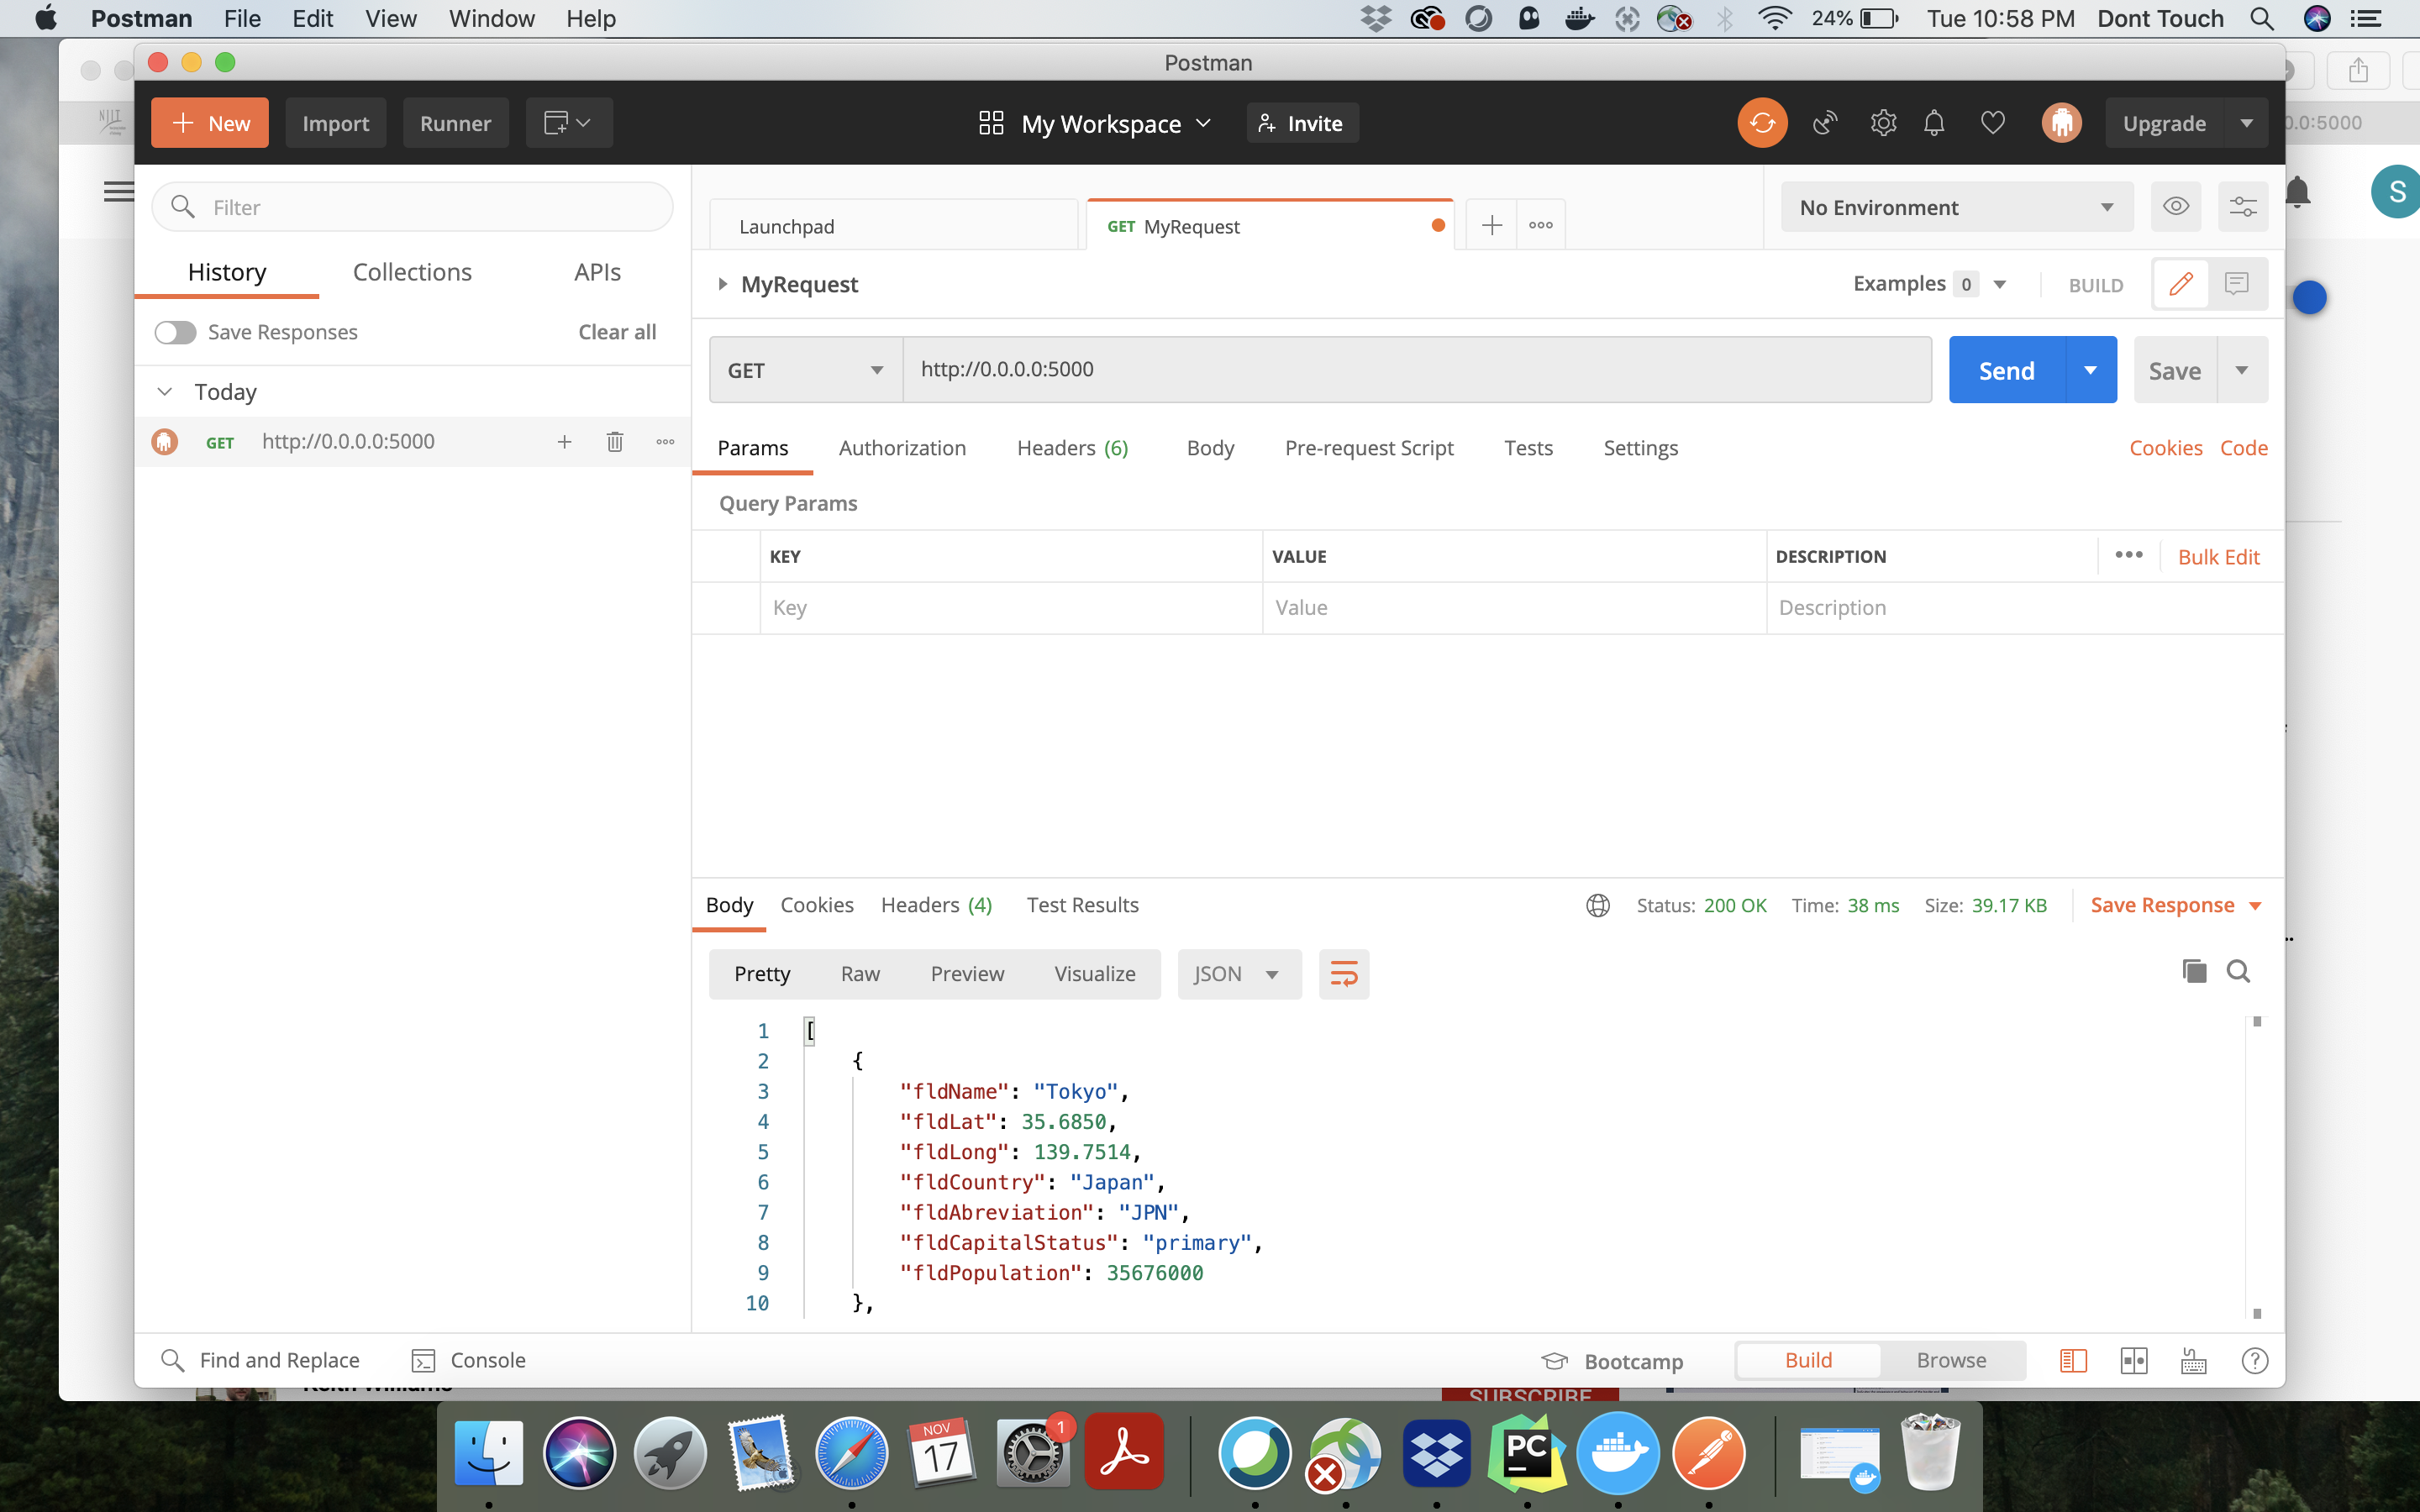 Postman File Edit View Window Help 24% Tue 10:58 PM Dont Touch
Postman
NJIT
New Import Runner My Workspace Invite Upgrade
0.0:5000
S
Filter
Launchpad GET MyRequest No Environment
History Collections APIs
MyRequest Examples 0 BUILD
Save Responses Clear all
GET http://0.0.0.0:5000 Send Save
Today
GET http://0.0.0.0:5000
Params Authorization Headers (6) Body Pre-request Script Tests Settings Cookies Code
Query Params
KEY VALUE DESCRIPTION Bulk Edit
Key Value Description
Body Cookies Headers (4) Test Results Status: 200 OK Time: 38 ms Size: 39.17 KB Save Response
Pretty Raw Preview Visualize JSON
1 [
2 {
3 "fldName": "Tokyo",
4 "fldLat": 35.6850,
5 "fldLong": 139.7514,
6 "fldCountry": "Japan",
7 "fldAbreviation": "JPN",
8 "fldCapitalStatus": "primary",
9 "fldPopulation": 35676000
10 },
Find and Replace Console Bootcamp Build Browse
Keith Williams
SUBSCRIBE
NOV
17
1
PC